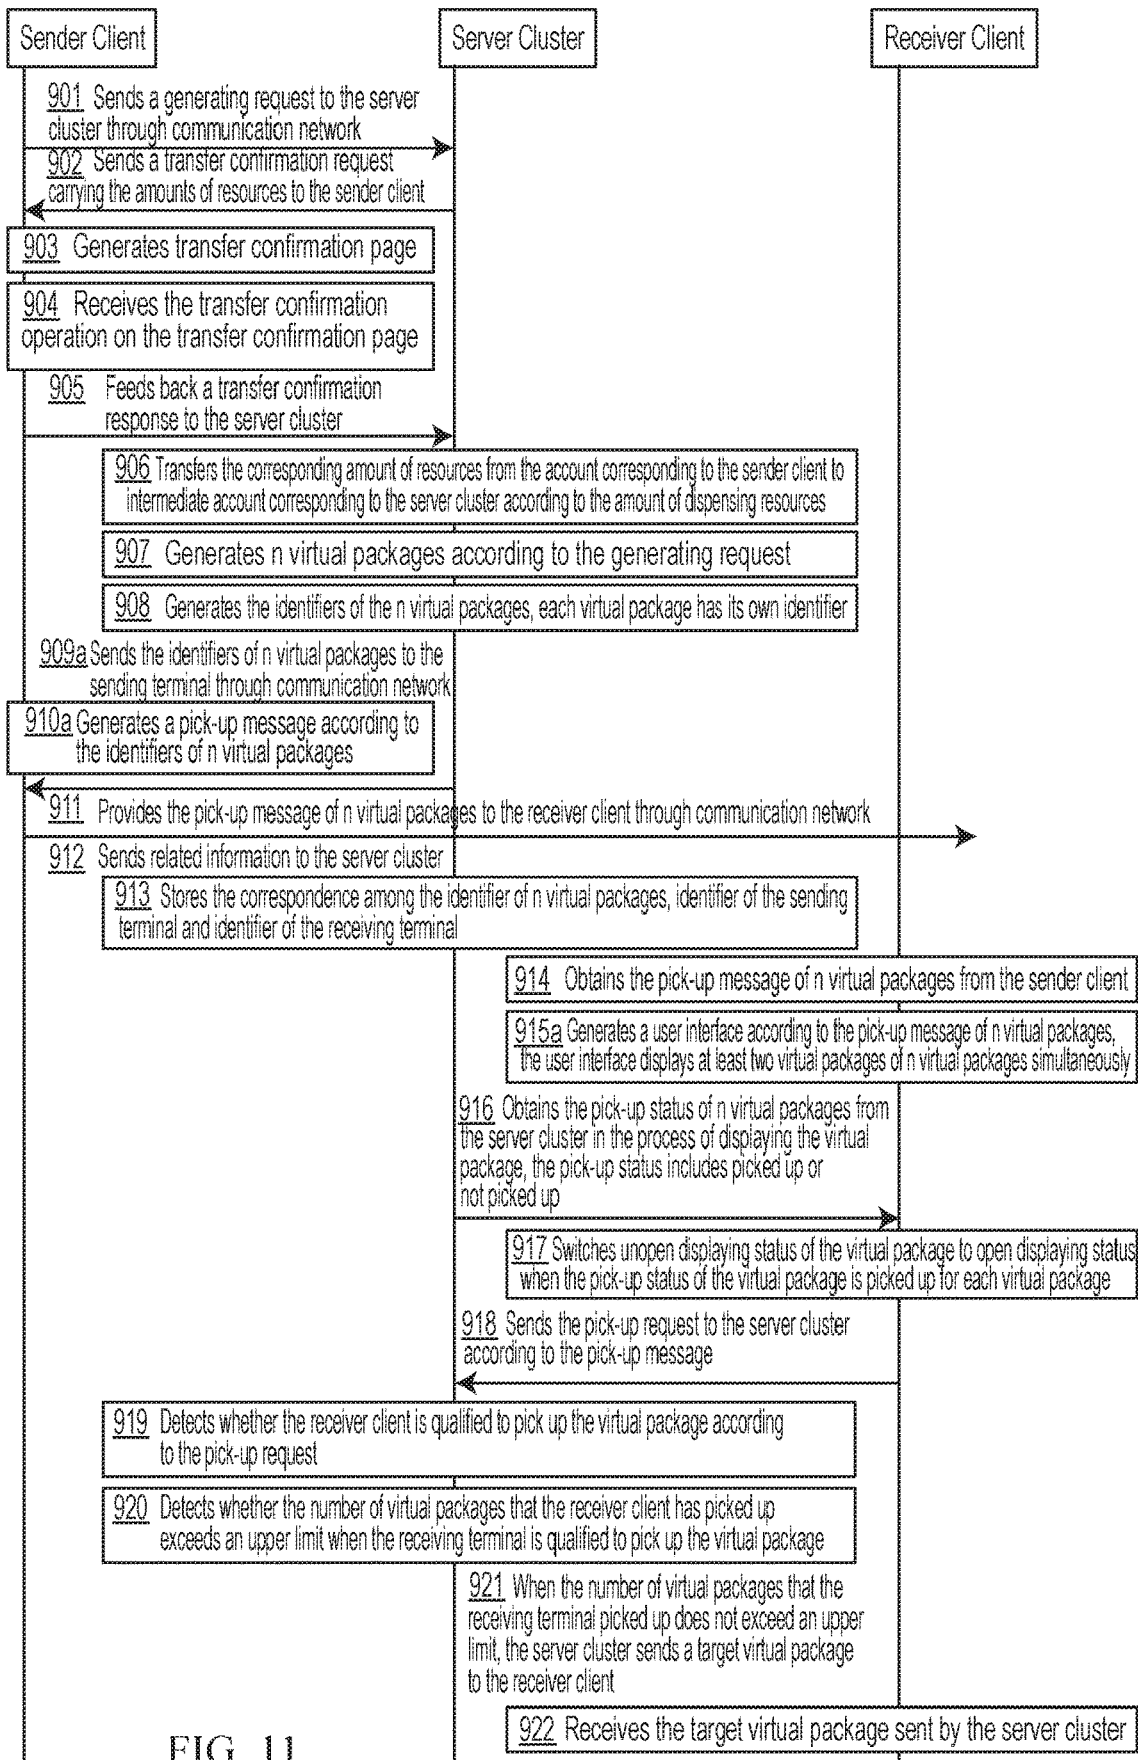 Sender Client
Server Cluster
Receiver Client
901 Sends a generating request to the server
cluster through communication network
902 Sends a transfer confirmation request
carrying the amounts of resources to the sender client
903 Generates transfer confirmation page
904 Receives the transfer confirmation
operation on the transfer confirmation page
905 Feeds back a transfer confirmation
response to the server cluster
906 Transfers the corresponding amount of resources from the account corresponding to the sender client to
intermediate account corresponding to the server cluster according to the amount of dispensing resources
907 Generates n virtual packages according to the generating request
908 Generates the identifiers of the n virtual packages, each virtual package has its own identifier
909a Sends the identifiers of n virtual packages to the
sending terminal through communication network
910a Generates a pick-up message according to
the identifiers of n virtual packages
911 Provides the pick-up message of n virtual packages to the receiver client through communication network
912 Sends related information to the server cluster
913 Stores the correspondence among the identifier of n virtual packages, identifier of the sending
terminal and identifier of the receiving terminal
914 Obtains the pick-up message of n virtual packages from the sender client
915a Generates a user interface according to the pick-up message of n virtual packages,
the user interface displays at least two virtual packages of n virtual packages simultaneously
916 Obtains the pick-up status of n virtual packages from
the server cluster in the process of displaying the virtual
package, the pick-up status includes picked up or
not picked up
917 Switches unopen displaying status of the virtual package to open displaying status
when the pick-up status of the virtual package is picked up for each virtual package
918 Sends the pick-up request to the server cluster
according to the pick-up message
919 Detects whether the receiver client is qualified to pick up the virtual package according
to the pick-up request
920 Detects whether the number of virtual packages that the receiver client has picked up
exceeds an upper limit when the receiving terminal is qualified to pick up the virtual package
921 When the number of virtual packages that the
receiving terminal picked up does not exceed an upper
limit, the server cluster sends a target virtual package
to the receiver client
922 Receives the target virtual package sent by the server cluster
FIG. 11